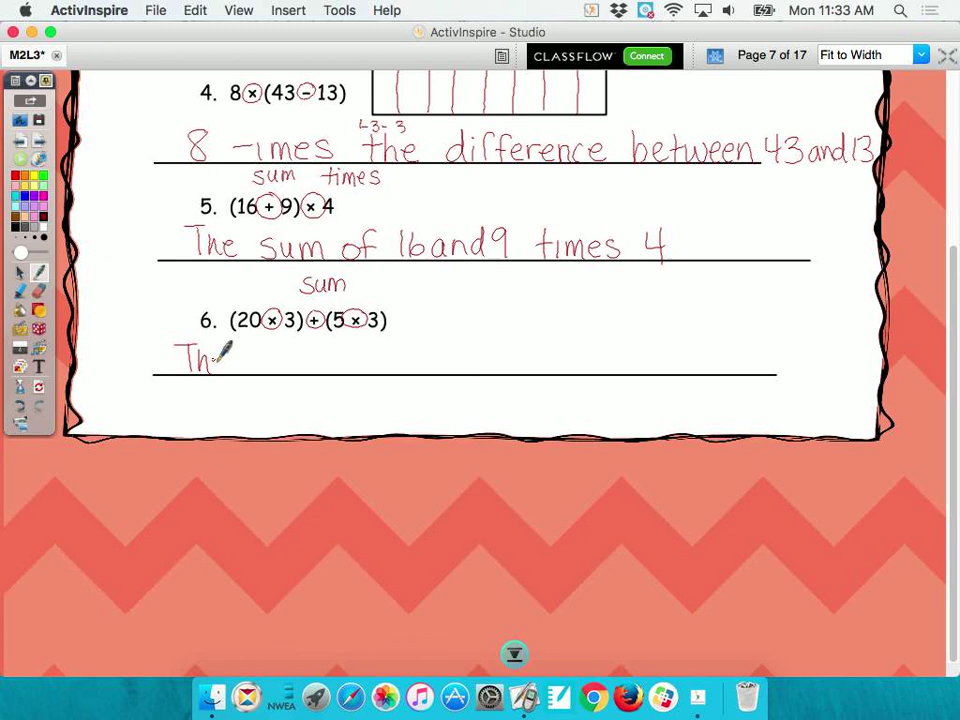 ActivInspire File Edit View Insert Tools Help Mon 11:33 AM
ActivInspire - Studio
M2L3* CLASSFLOW Connect Page 7 of 17 Fit to Width
4. 8 × (43 - 13)
8 times the difference between 43 and 13
sum times
5. (16 + 9) × 4
The sum of 16 and 9 times 4
sum
6. (20 × 3) + (5 × 3)
Th
NWEA